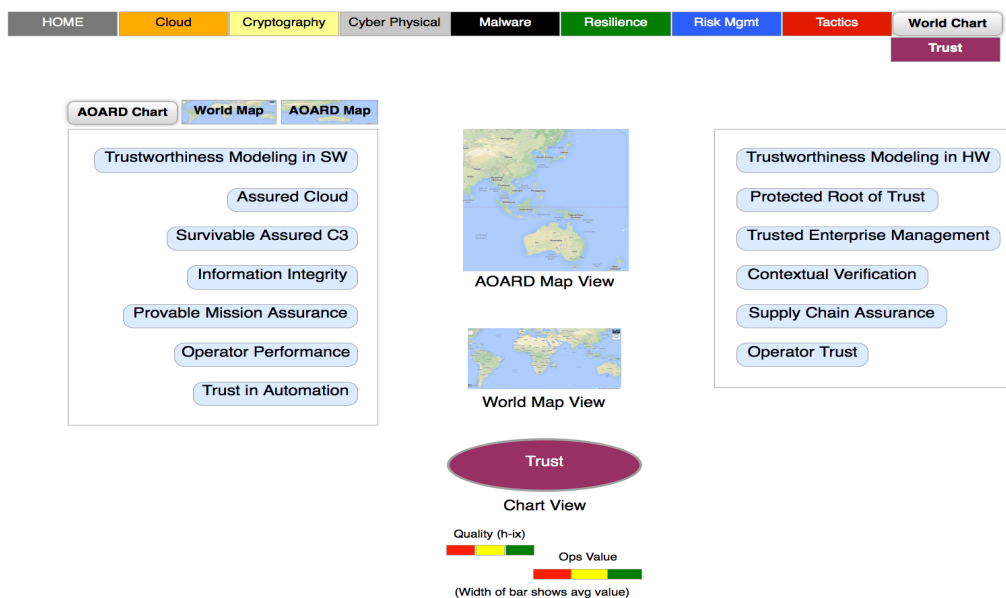 HOME Cloud Cryptography Cyber Physical Malware Resilience Risk Mgmt Tactics World Chart
Trust
AOARD Chart World Map AOARD Map
Trustworthiness Modeling in SW
Assured Cloud
Survivable Assured C3
Information Integrity
Provable Mission Assurance
Operator Performance
Trust in Automation
AOARD Map View
World Map View
Trust
Chart View
Quality (h-ix)
Ops Value
(Width of bar shows avg value)
Trustworthiness Modeling in HW
Protected Root of Trust
Trusted Enterprise Management
Contextual Verification
Supply Chain Assurance
Operator Trust